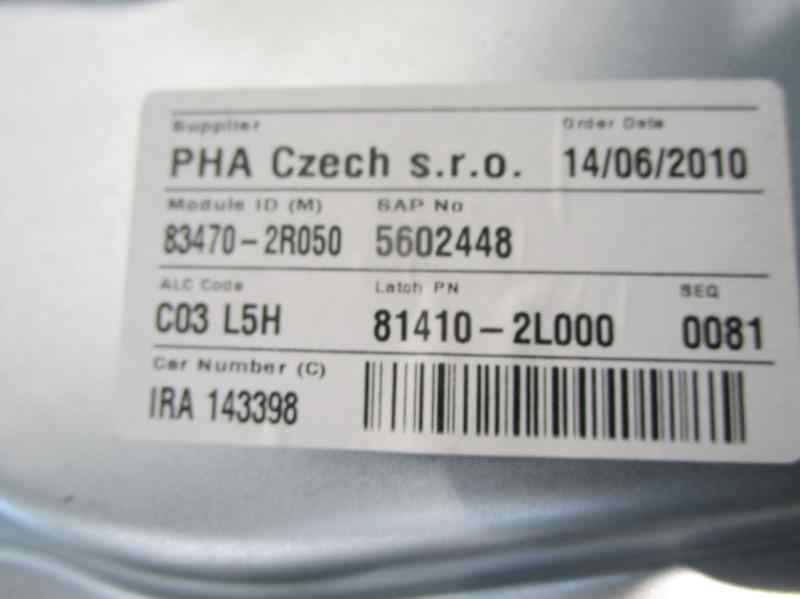 Supplier Order Date
PHA Czech s.r.o. 14/06/2010
Module ID (M) SAP No
83470-2R050 5602448
ALC Code Latch PN SEQ
C03 L5H 81410-2L000 0081
Car Number (C)
IRA 143398